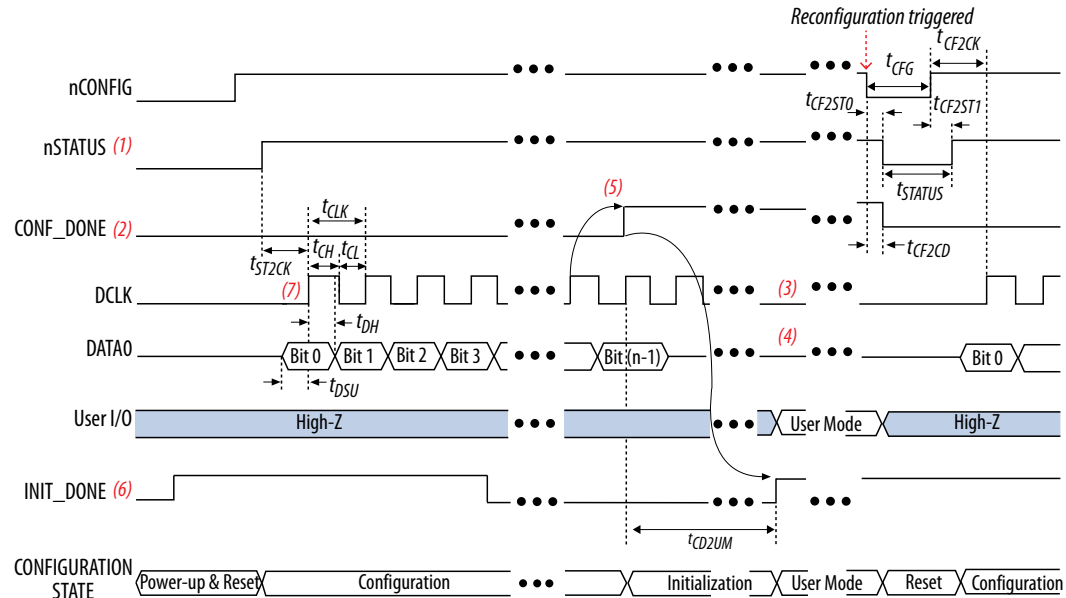 Reconfiguration triggered
tCF2CK
tCFG
nCONFIG
tCF2ST0
tCF2ST1
nSTATUS (1)
tSTATUS
(5)
tCLK
CONF_DONE (2)
tCF2CD
tST2CK
tCH
tCL
DCLK
(7)
(3)
tDH
DATA0
Bit 0
Bit 1
Bit 2
Bit 3
Bit (n-1)
(4)
Bit 0
tDSU
User I/O
High-Z
User Mode
High-Z
INIT_DONE (6)
tCD2UM
CONFIGURATION
STATE
Power-up & Reset
Configuration
Initialization
User Mode
Reset
Configuration